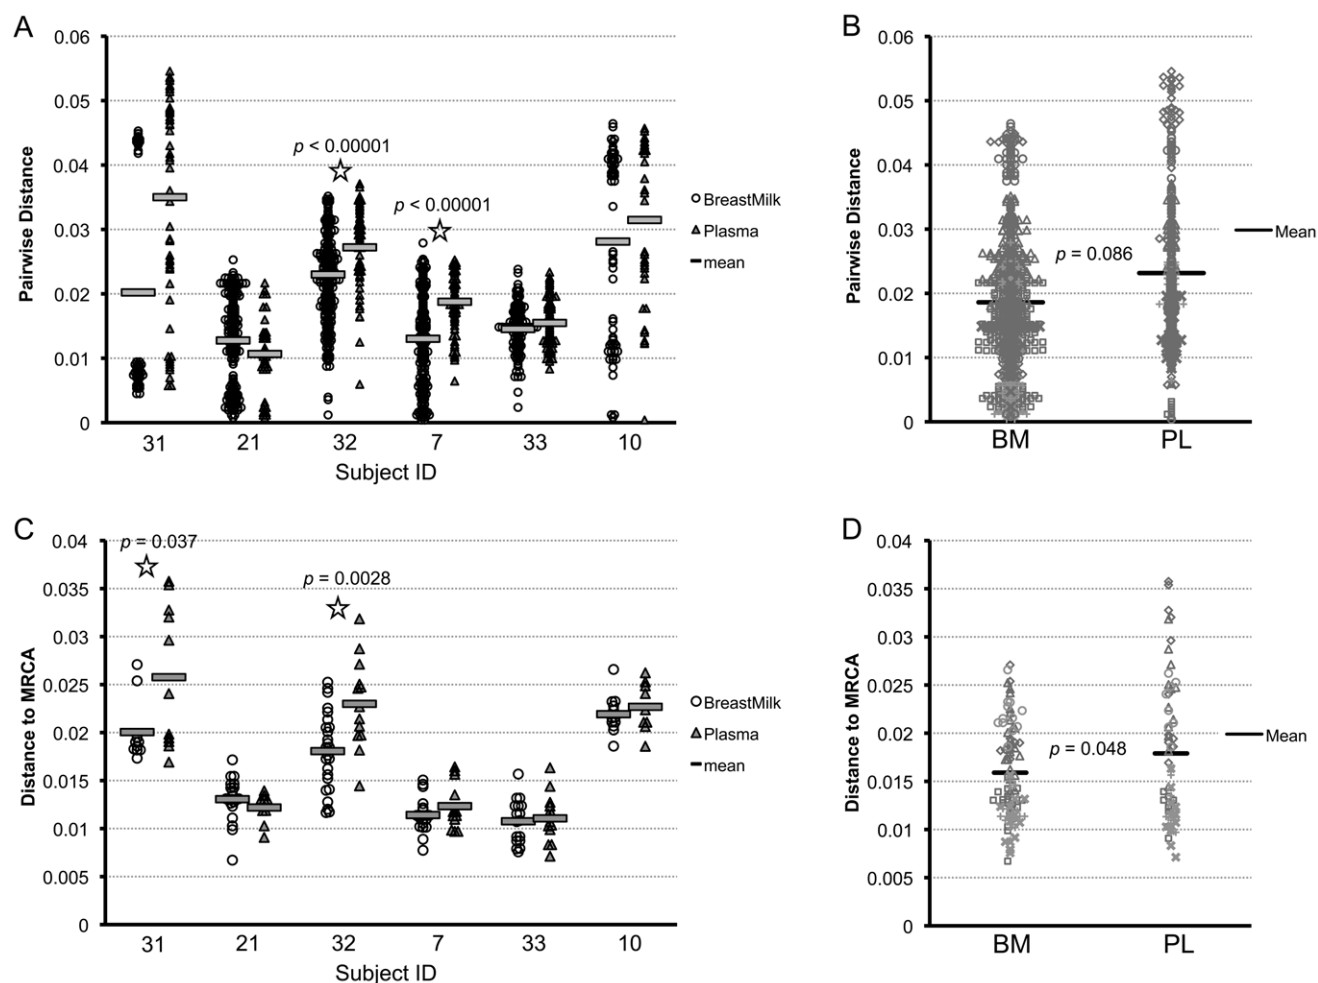 A
Pairwise Distance
0.06
0.05
0.04
0.03
0.02
0.01
0
p < 0.00001
p < 0.00001
31 21 32 7 33 10
Subject ID
BreastMilk
Plasma
mean
B
Pairwise Distance
0.06
0.05
0.04
0.03
0.02
0.01
0
p = 0.086
BM PL
Mean
C
Distance to MRCA
0.04
0.035
0.03
0.025
0.02
0.015
0.01
0.005
0
p = 0.037
p = 0.0028
31 21 32 7 33 10
Subject ID
BreastMilk
Plasma
mean
D
Distance to MRCA
0.04
0.035
0.03
0.025
0.02
0.015
0.01
0.005
0
p = 0.048
BM PL
Mean